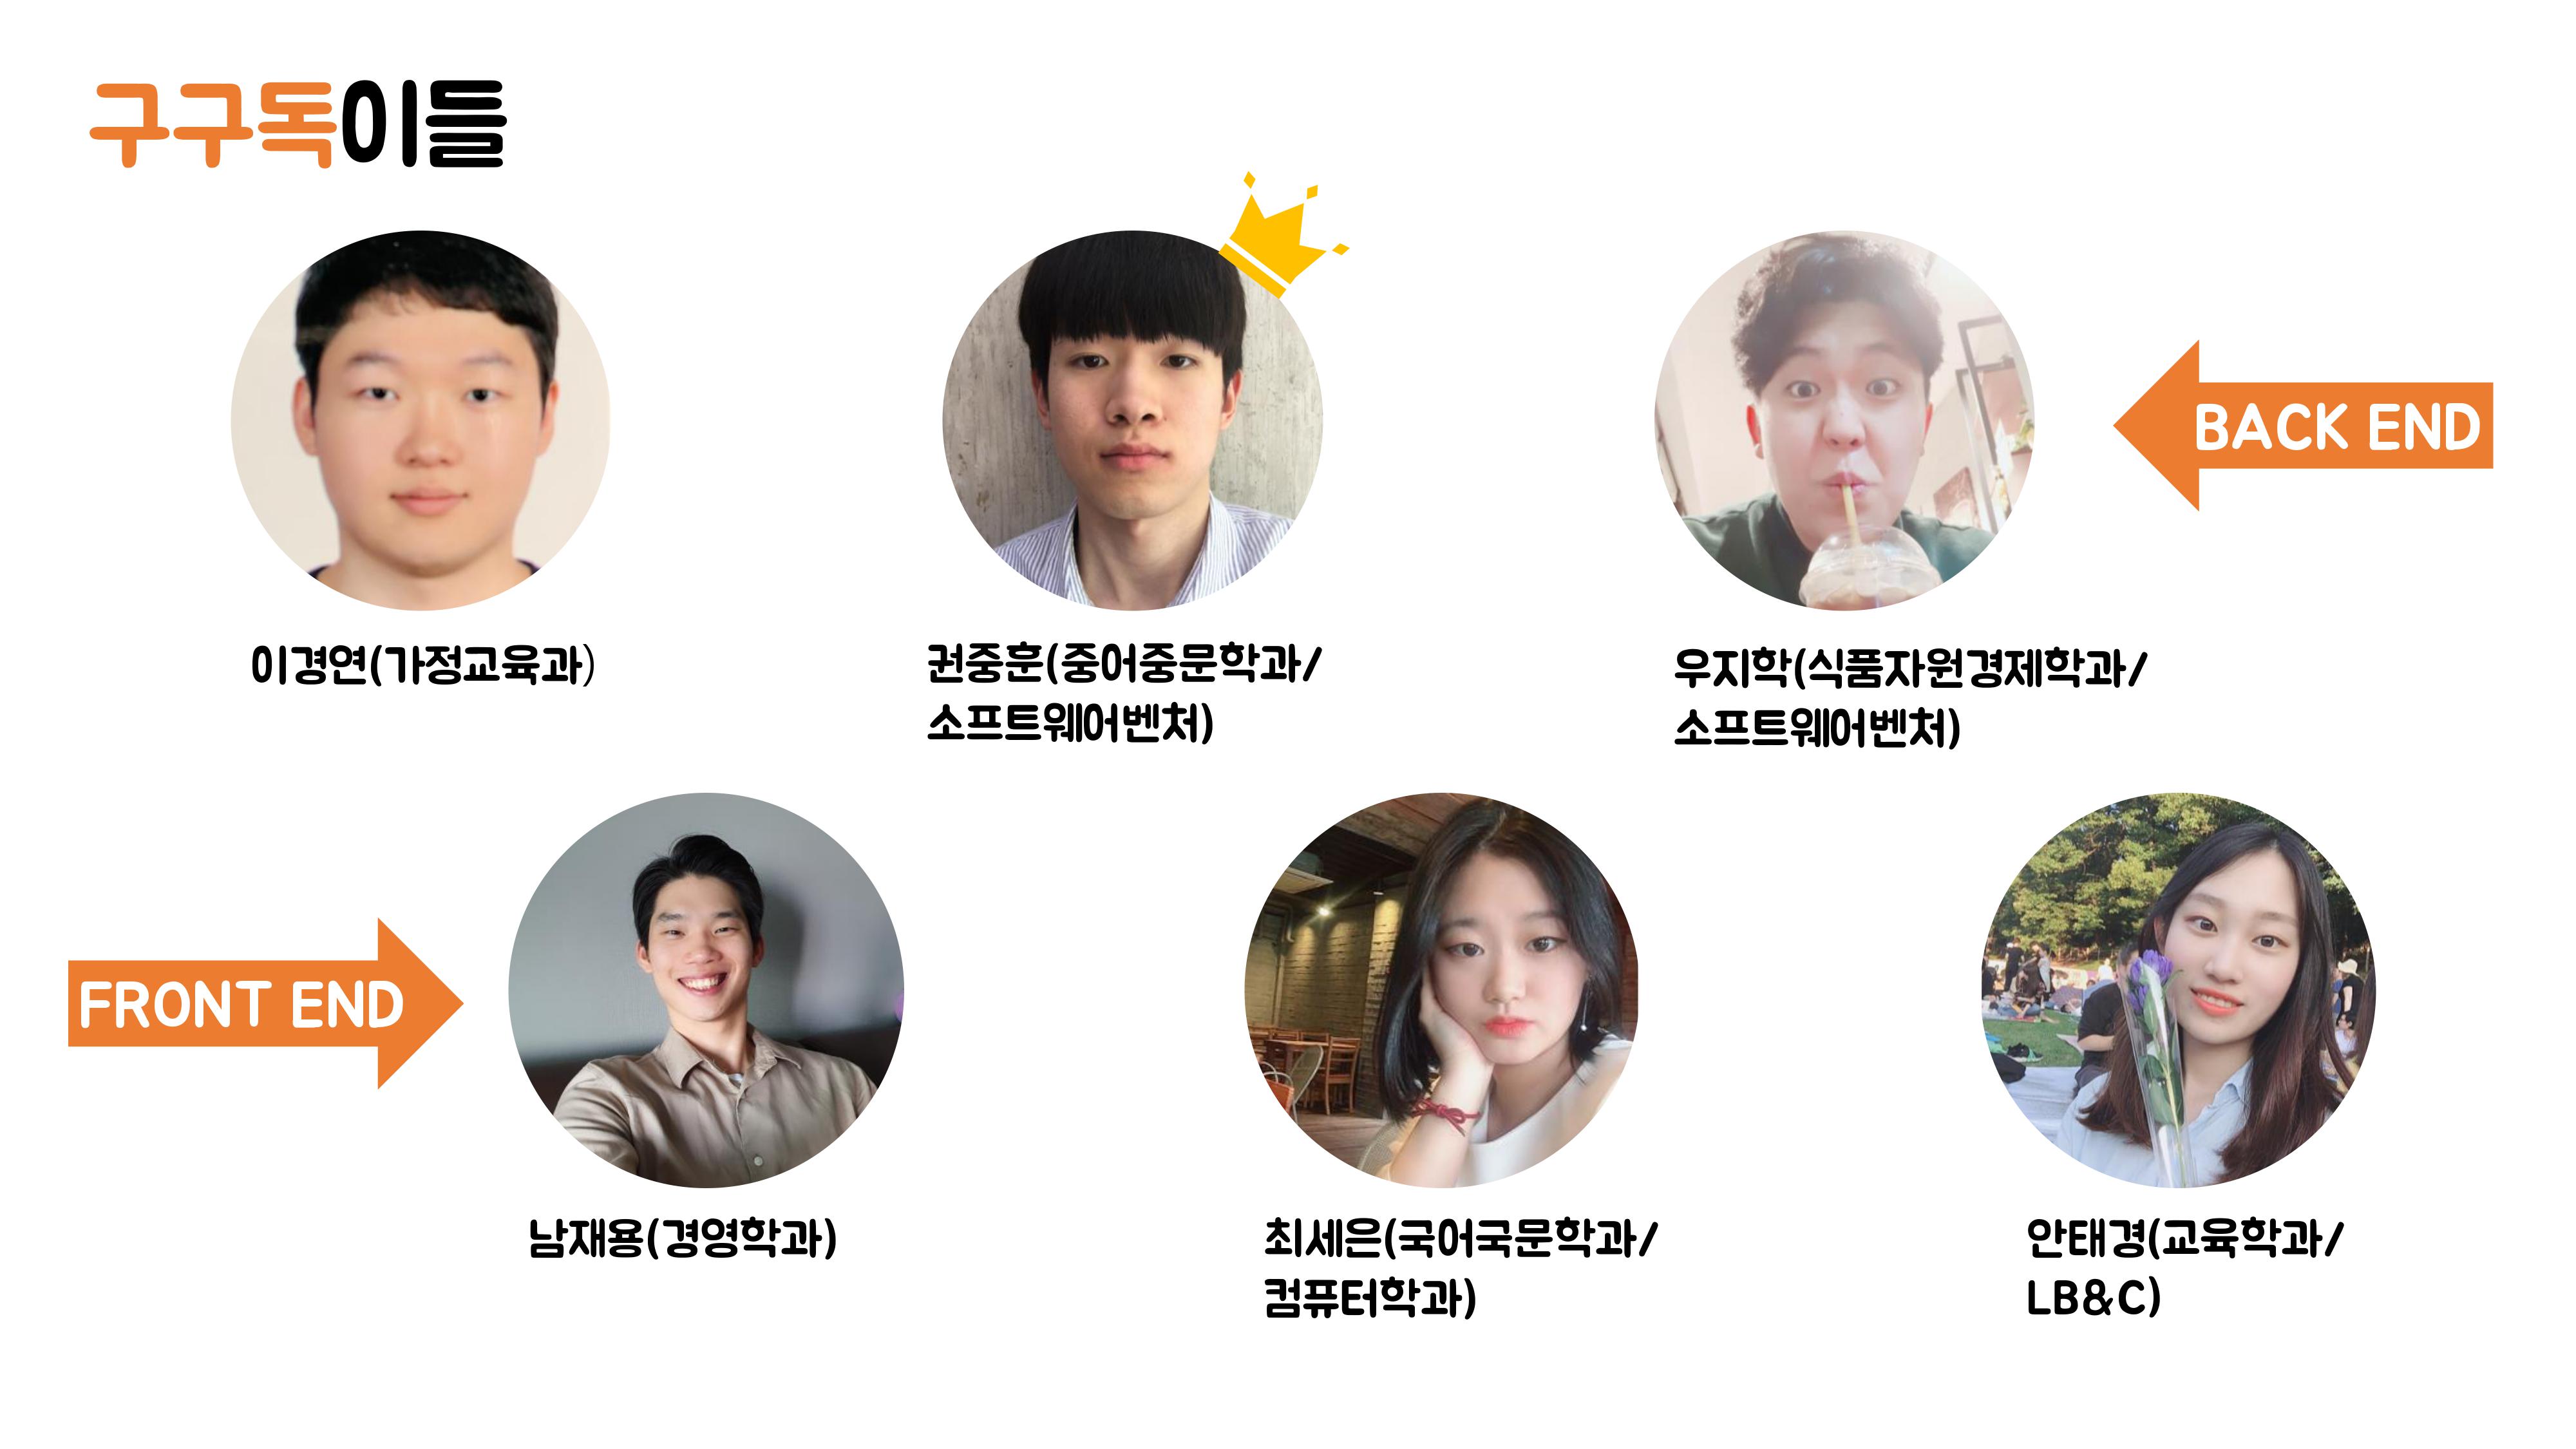 구구독이들
BACK END
이경연(가정교육과)
권중훈(중어중문학과/
소프트웨어벤처)
우지학(식품자원경제학과/
소프트웨어벤처)
FRONT END
남재용(경영학과)
최세은(국어국문학과/
컴퓨터학과)
안태경(교육학과/
LB&C)